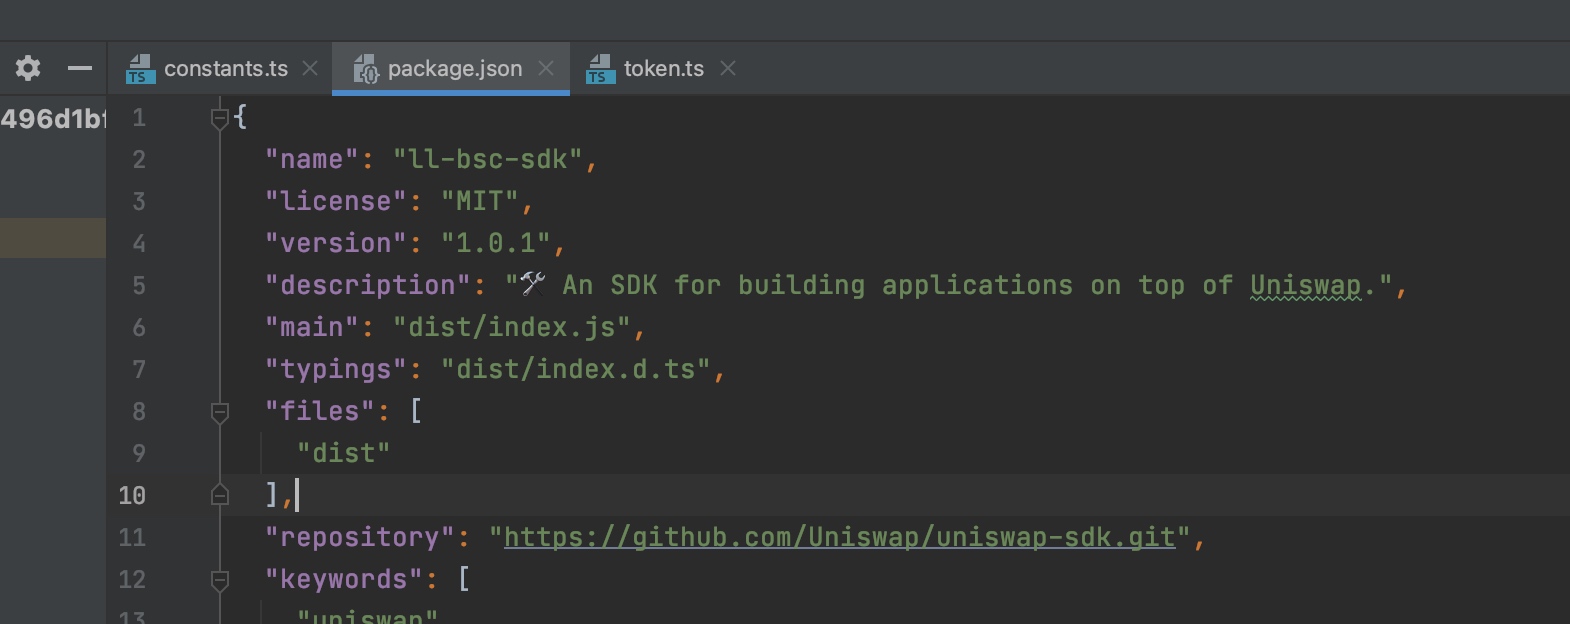 constants.ts
package.json
token.ts
1 {
2 "name": "ll-bsc-sdk",
3 "license": "MIT",
4 "version": "1.0.1",
5 "description": "🛠 An SDK for building applications on top of Uniswap.",
6 "main": "dist/index.js",
7 "typings": "dist/index.d.ts",
8 "files": [
9 "dist"
10 ],
11 "repository": "https://github.com/Uniswap/uniswap-sdk.git",
12 "keywords": [
13 "uniswap"